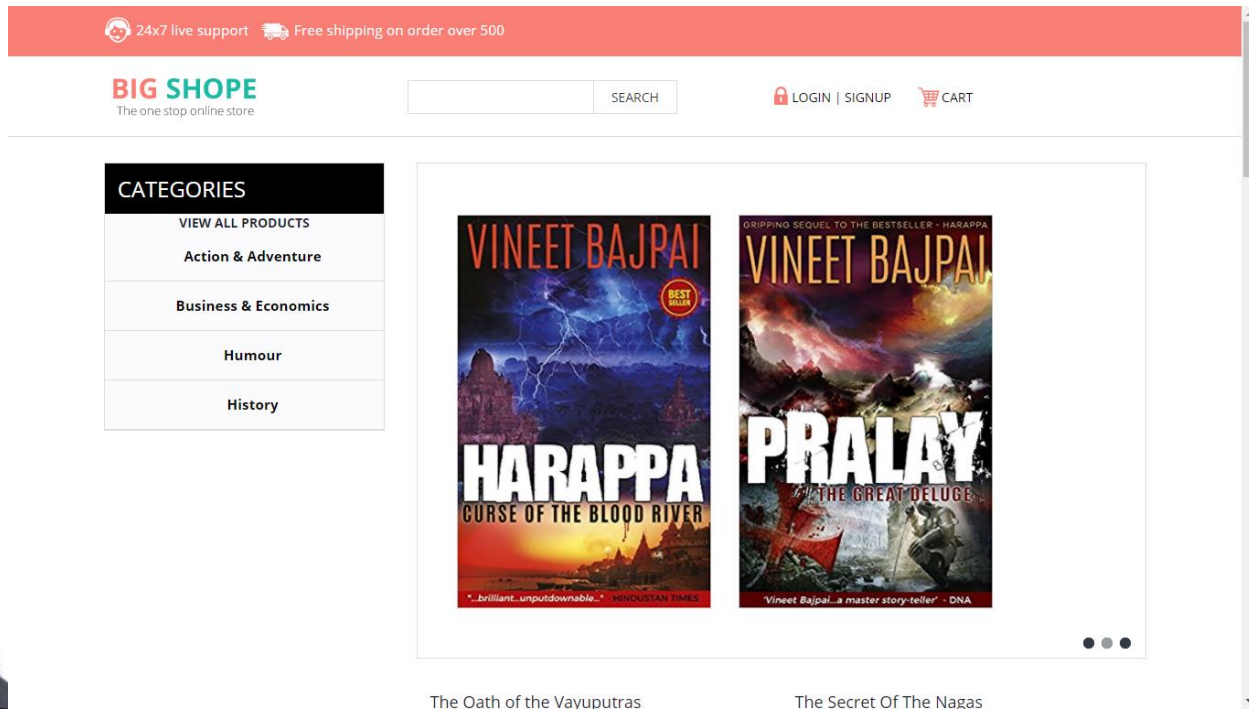 24x7 live support Free shipping on order over 500
BIG SHOPE
The one stop online store
SEARCH
LOGIN | SIGNUP
CART
CATEGORIES
VIEW ALL PRODUCTS
Action & Adventure
Business & Economics
Humour
History
VINEET BAJPAI
BEST
SELLER
HARAPPA
CURSE OF THE BLOOD RIVER
"...brilliant...unputdownable..." - HINDUSTAN TIMES
GRIPPING SEQUEL TO THE BESTSELLER - HARAPPA
VINEET BAJPAI
PRALAY
THE GREAT DELUGE
'Vineet Bajpai...a master story-teller' - DNA
The Oath of the Vayuputras
The Secret Of The Nagas